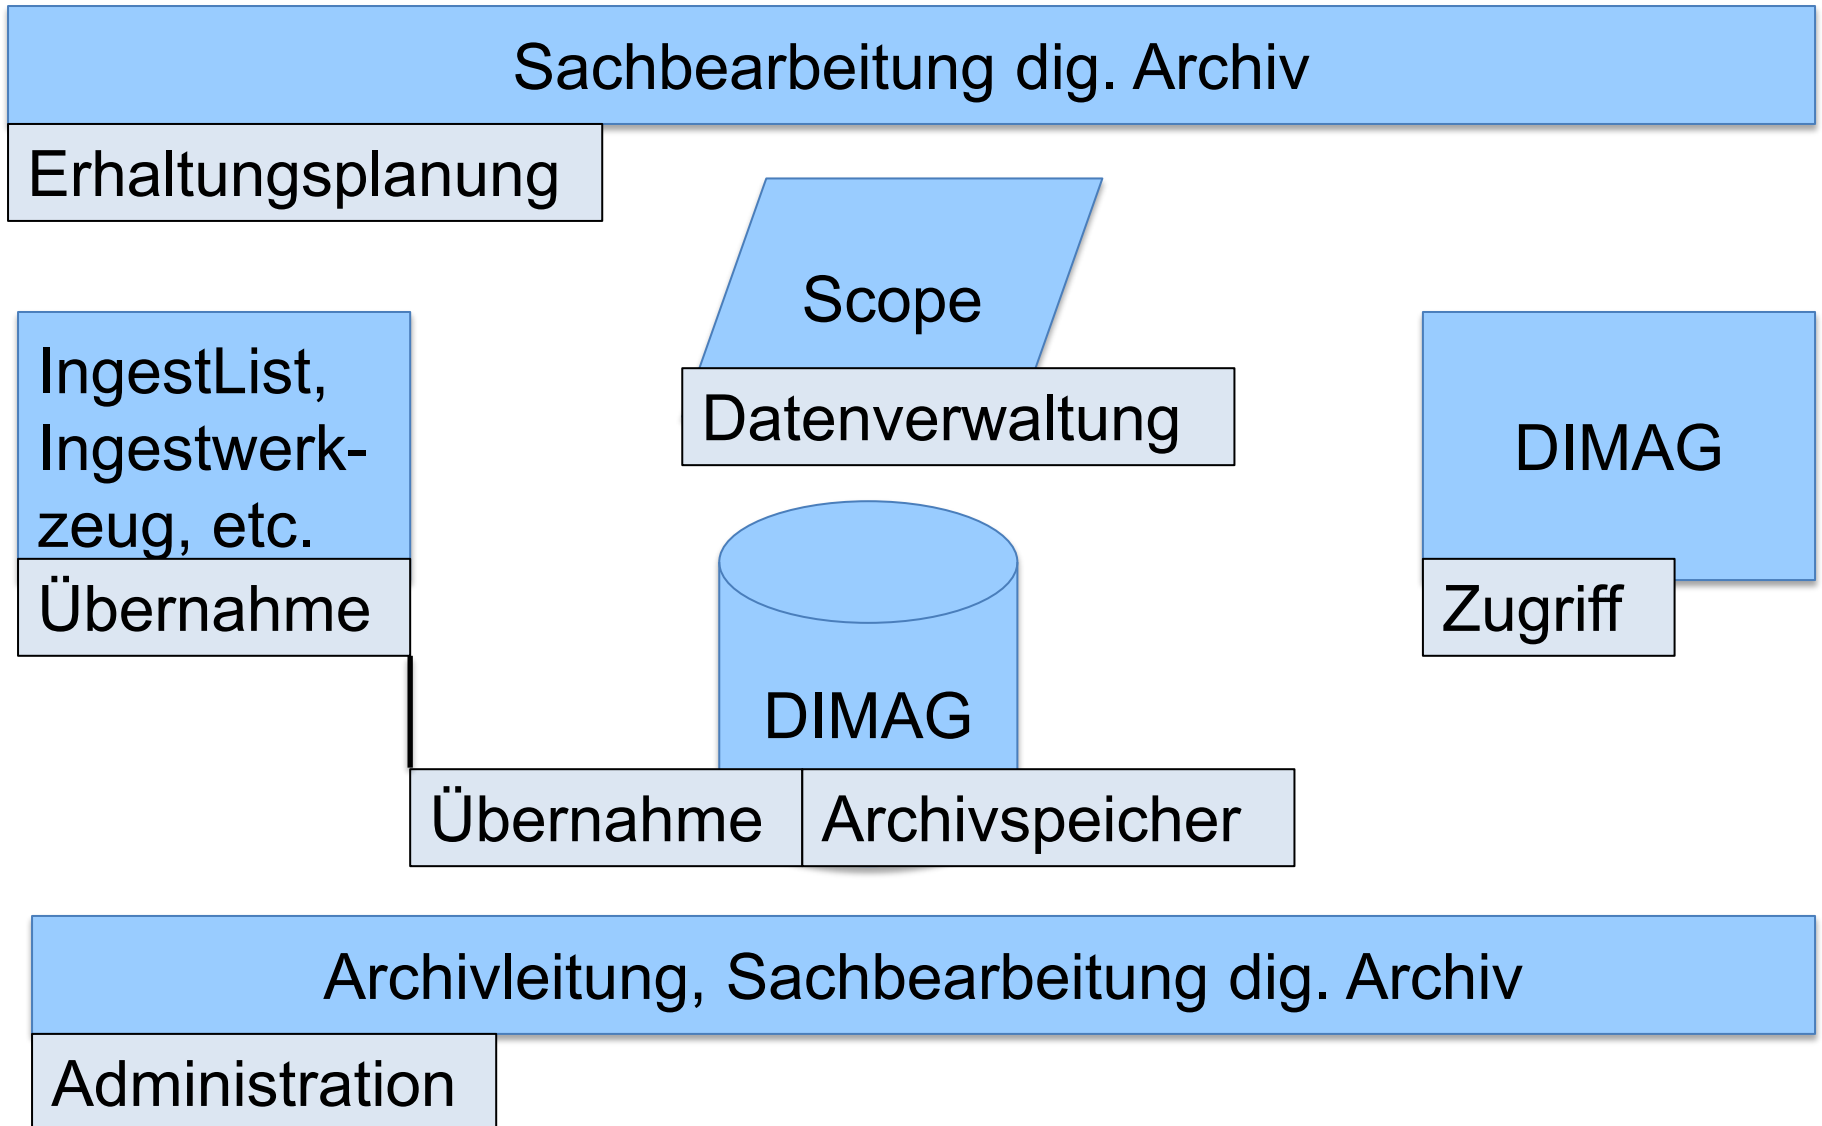 Sachbearbeitung dig. Archiv
Erhaltungsplanung
Scope
Datenverwaltung
IngestList,
Ingestwerk-
zeug, etc.
Übernahme
DIMAG
Zugriff
DIMAG
Übernahme
Archivspeicher
Archivleitung, Sachbearbeitung dig. Archiv
Administration